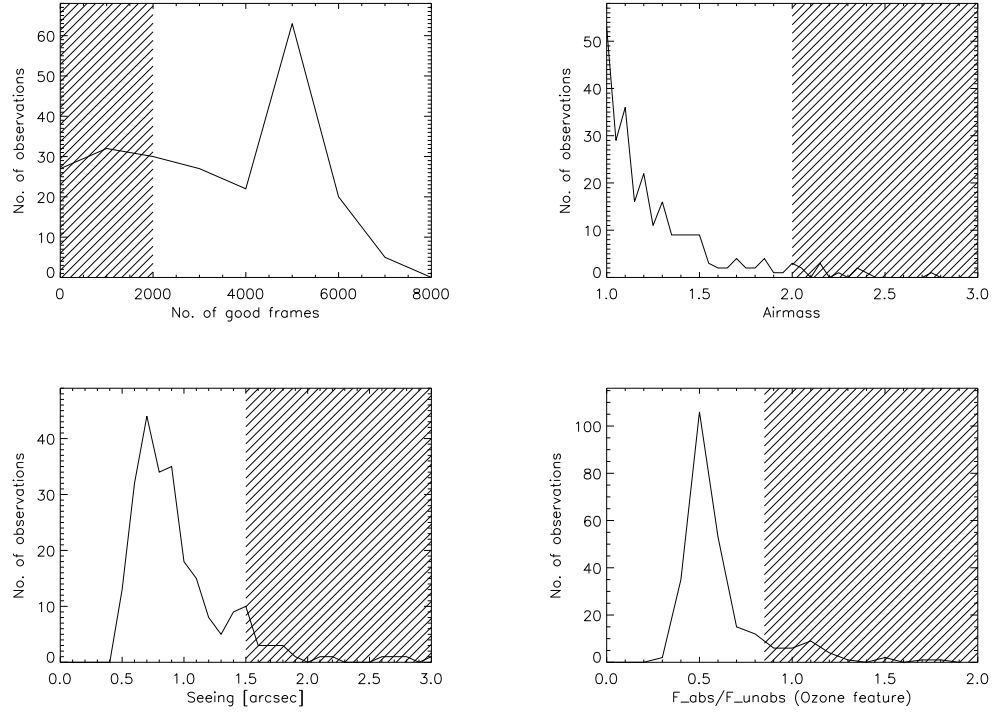 No. of observations
60
50
40
30
20
10
0
0 2000 4000 6000 8000
No. of good frames
No. of observations
50
40
30
20
10
0
1.0 1.5 2.0 2.5 3.0
Airmass
No. of observations
40
30
20
10
0
0.0 0.5 1.0 1.5 2.0 2.5 3.0
Seeing [arcsec]
No. of observations
100
80
60
40
20
0
0.0 0.5 1.0 1.5 2.0
F_abs/F_unabs (Ozone feature)